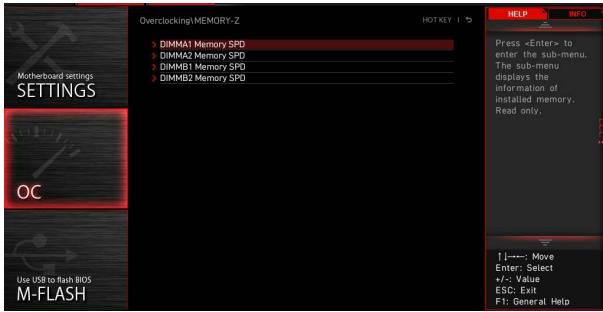 Overclocking\MEMORY-Z
HOT KEY | ↰
DIMMA1 Memory SPD
DIMMA2 Memory SPD
DIMMB1 Memory SPD
DIMMB2 Memory SPD
Motherboard settings
SETTINGS
OC
Use USB to flash BIOS
M-FLASH
HELP
INFO
Press <Enter> to
enter the sub-menu.
The sub-menu
displays the
information of
installed memory.
Read only.
↑↓→←: Move
Enter: Select
+/-: Value
ESC: Exit
F1: General Help